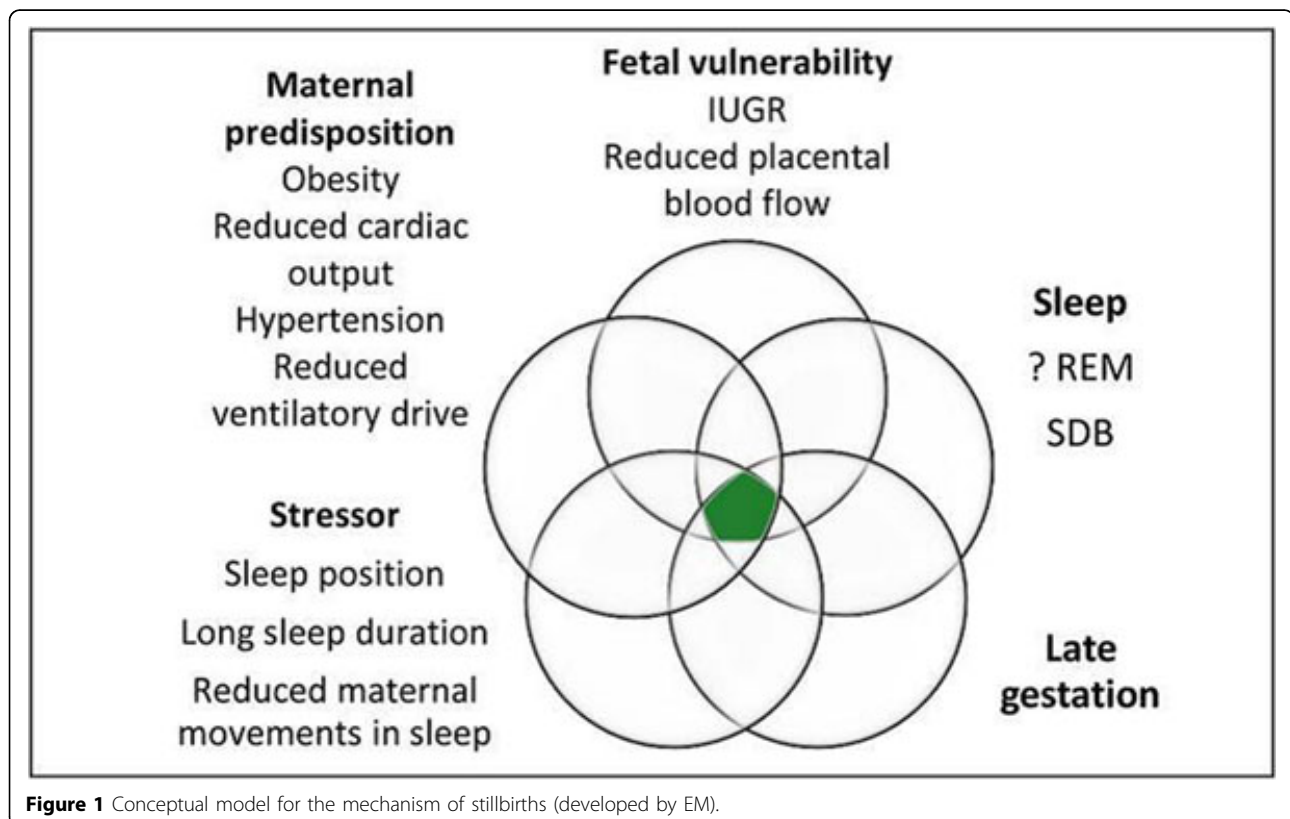 Maternal
predisposition
Obesity
Reduced cardiac
output
Hypertension
Reduced
ventilatory drive
Fetal vulnerability
IUGR
Reduced placental
blood flow
Sleep
? REM
SDB
Stressor
Sleep position
Long sleep duration
Reduced maternal
movements in sleep
Late
gestation
Figure 1 Conceptual model for the mechanism of stillbirths (developed by EM).